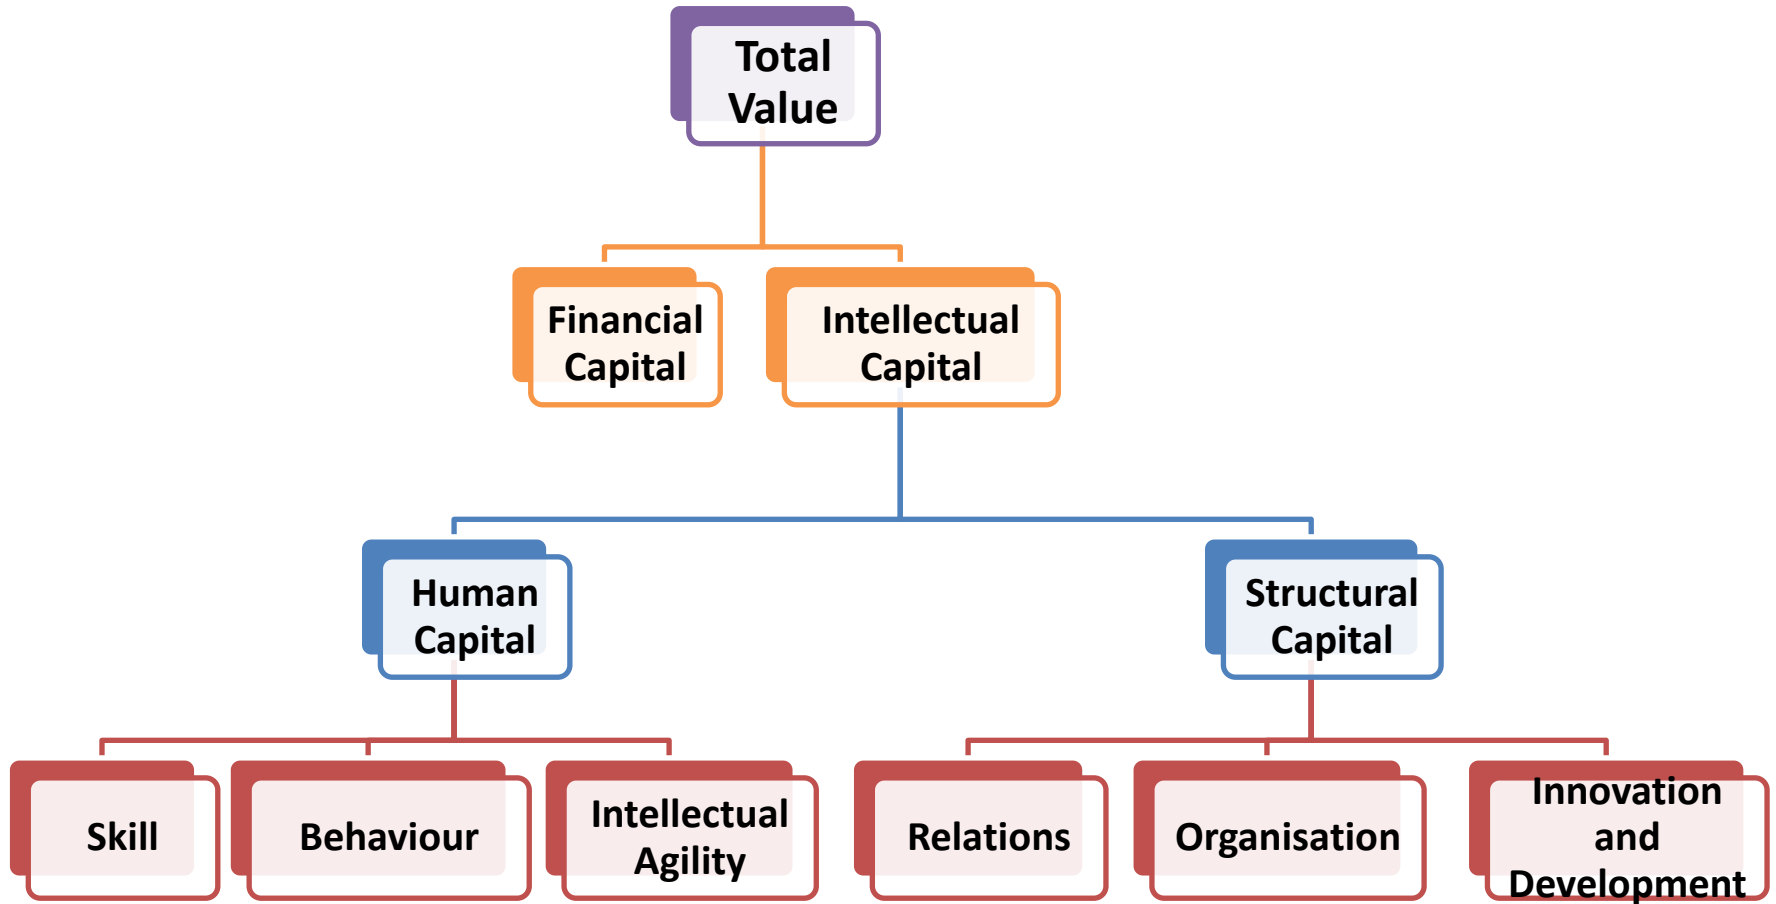 Total
Value
Financial
Capital
Intellectual
Capital
Human
Capital
Structural
Capital
Skill
Behaviour
Intellectual
Agility
Relations
Organisation
Innovation
and
Development